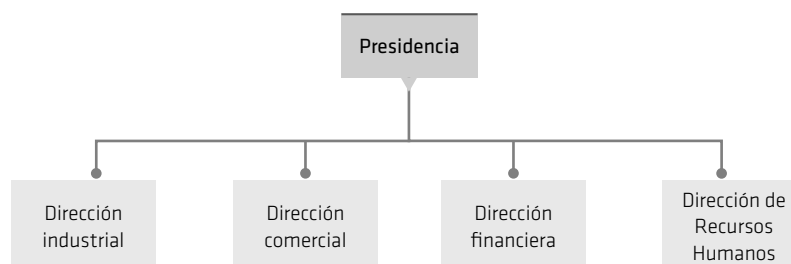 Presidencia
Dirección
industrial
Dirección
comercial
Dirección
financiera
Dirección de
Recursos
Humanos